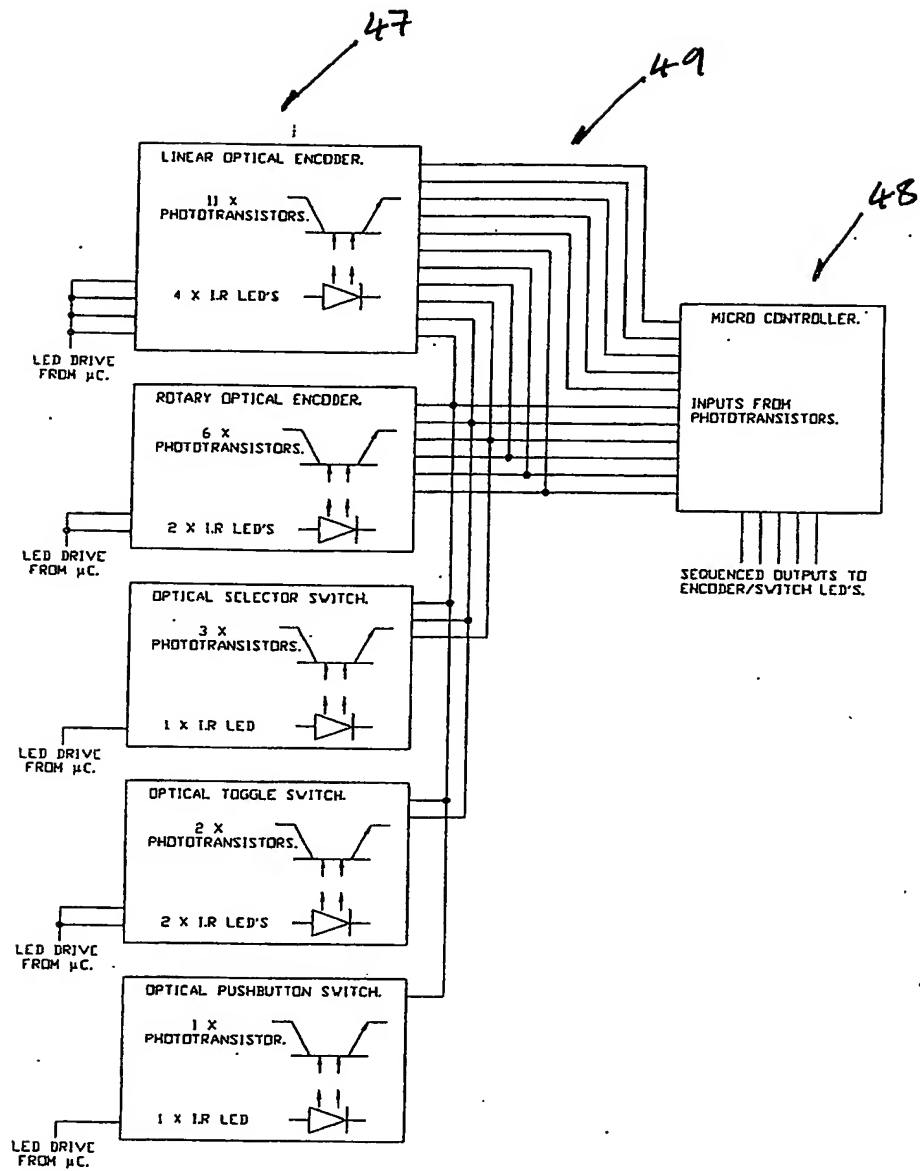 47
49
48
LINEAR OPTICAL ENCODER.
11 X
PHOTOTRANSISTORS.
4 X I.R LED'S
LED DRIVE
FROM µC.
MICRO CONTROLLER.
INPUTS FROM
PHOTOTRANSISTORS.
SEQUENCED OUTPUTS TO
ENCODER/SWITCH LED'S.
ROTARY OPTICAL ENCODER.
6 X
PHOTOTRANSISTORS.
2 X I.R LED'S
LED DRIVE
FROM µC.
OPTICAL SELECTOR SWITCH.
3 X
PHOTOTRANSISTORS.
1 X I.R LED
LED DRIVE
FROM µC.
OPTICAL TOGGLE SWITCH.
2 X
PHOTOTRANSISTORS.
2 X I.R LED'S
LED DRIVE
FROM µC.
OPTICAL PUSHBUTTON SWITCH.
1 X
PHOTOTRANSISTOR.
1 X I.R LED
LED DRIVE
FROM µC.